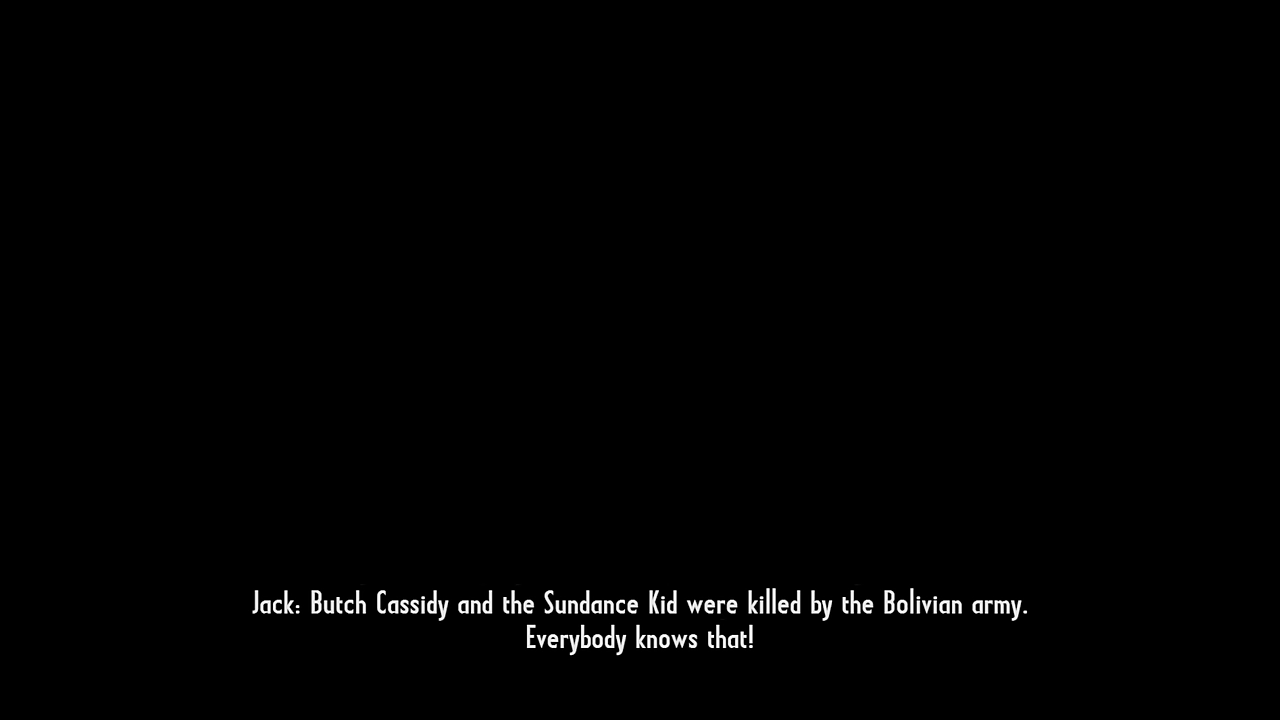 Jack: Butch Cassidy and the Sundance Kid were killed by the Bolivian army.
Everybody knows that!